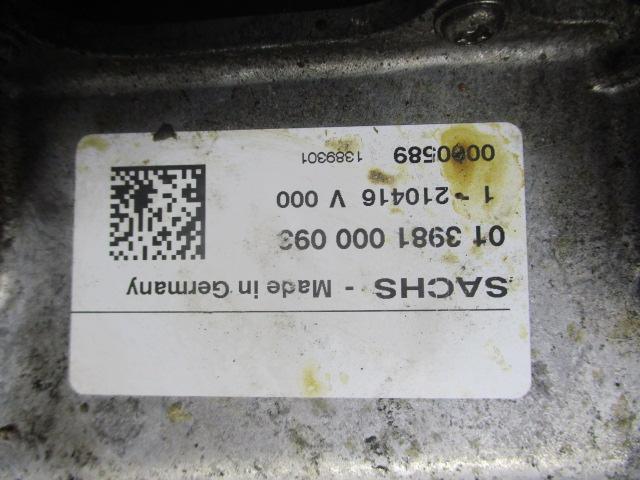 SACHS - Made in Germany
01 3981 000 093
1 - 210416 V 000
0000589 1389301